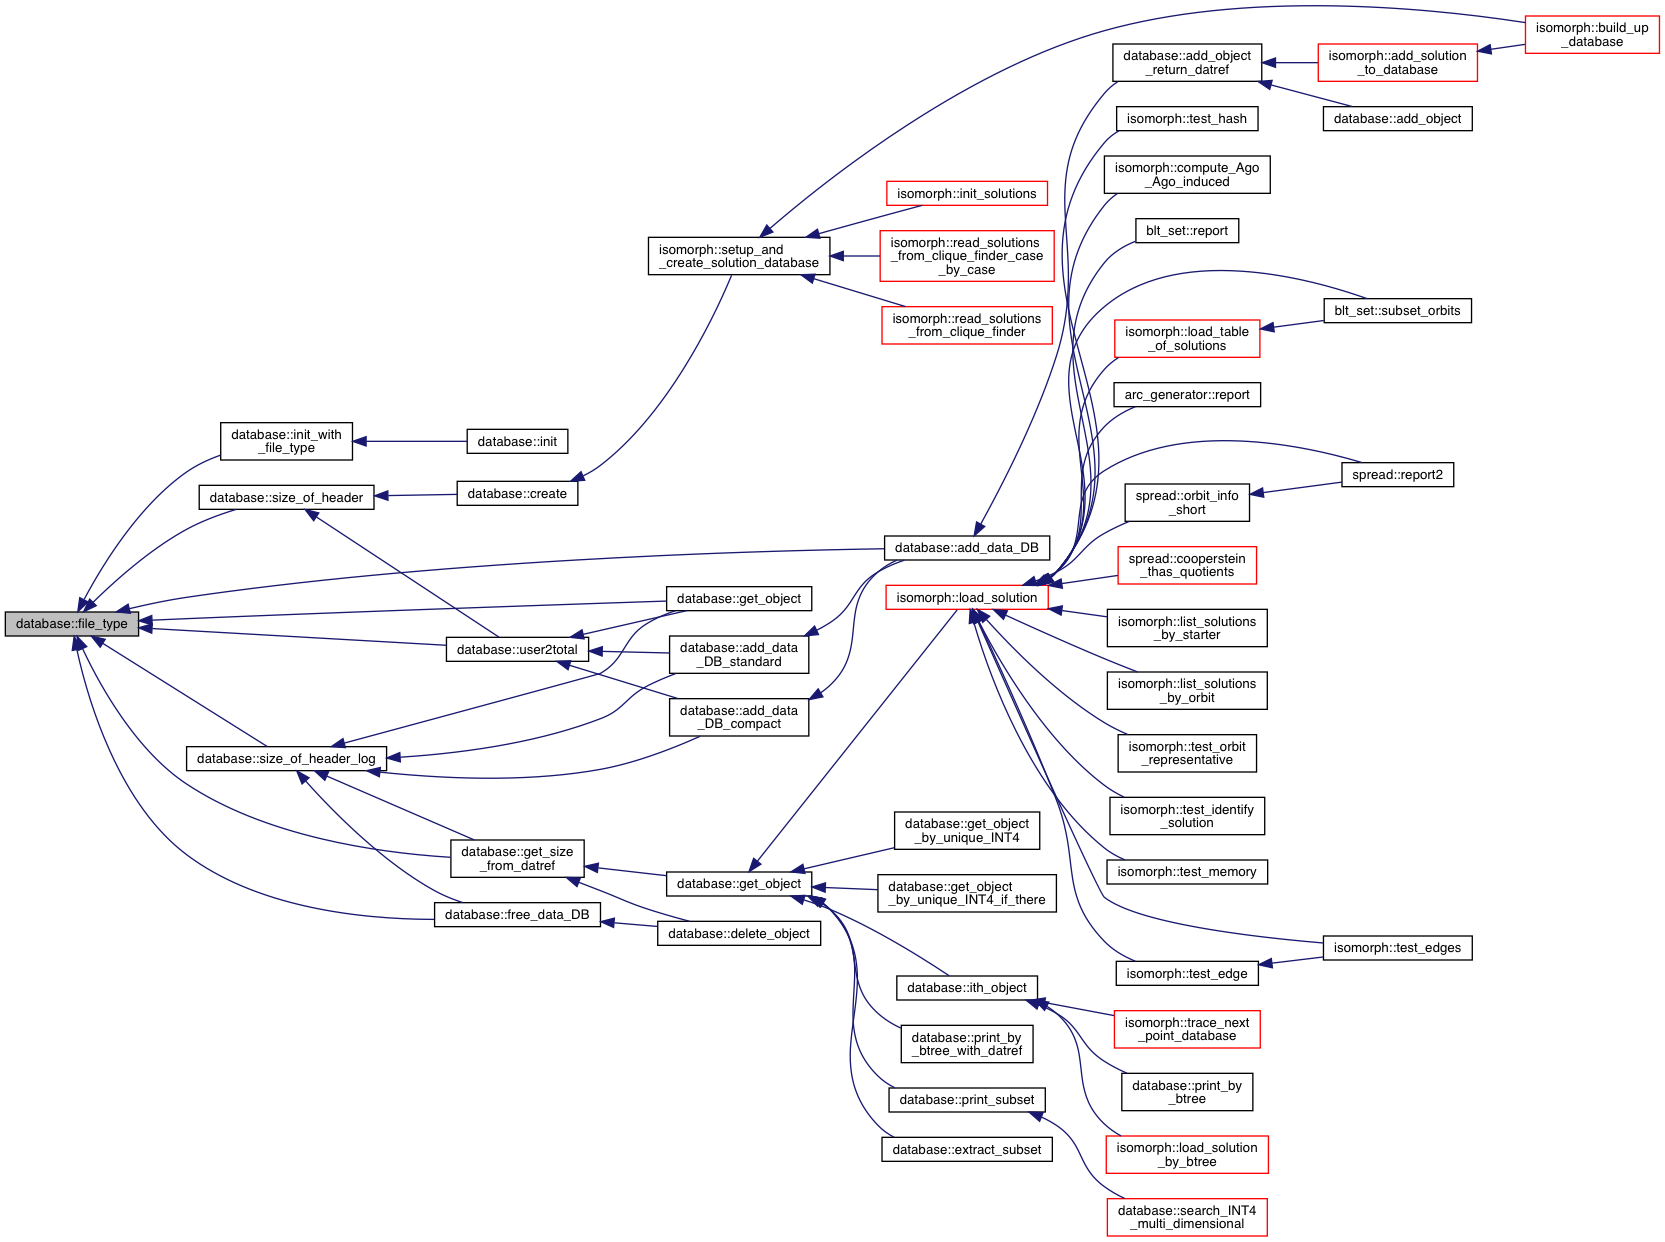 database::file_type
database::init_with
_file_type
database::init
database::size_of_header
database::create
database::user2total
database::size_of_header_log
database::get_size
_from_datref
database::free_data_DB
isomorph::setup_and
_create_solution_database
database::get_object
database::add_data
_DB_standard
database::add_data
_DB_compact
database::get_object
database::delete_object
isomorph::init_solutions
isomorph::read_solutions
_from_clique_finder_case
_by_case
isomorph::read_solutions
_from_clique_finder
database::add_data_DB
isomorph::load_solution
database::get_object
_by_unique_INT4
database::get_object
_by_unique_INT4_if_there
database::ith_object
database::print_by
_btree_with_datref
database::print_subset
database::extract_subset
database::add_object
_return_datref
isomorph::test_hash
isomorph::compute_Ago
_Ago_induced
blt_set::report
isomorph::load_table
_of_solutions
arc_generator::report
spread::orbit_info
_short
spread::cooperstein
_thas_quotients
isomorph::list_solutions
_by_starter
isomorph::list_solutions
_by_orbit
isomorph::test_orbit
_representative
isomorph::test_identify
_solution
isomorph::test_memory
isomorph::test_edge
isomorph::trace_next
_point_database
database::print_by
_btree
isomorph::load_solution
_by_btree
database::search_INT4
_multi_dimensional
isomorph::add_solution
_to_database
database::add_object
blt_set::subset_orbits
spread::report2
isomorph::test_edges
isomorph::build_up
_database